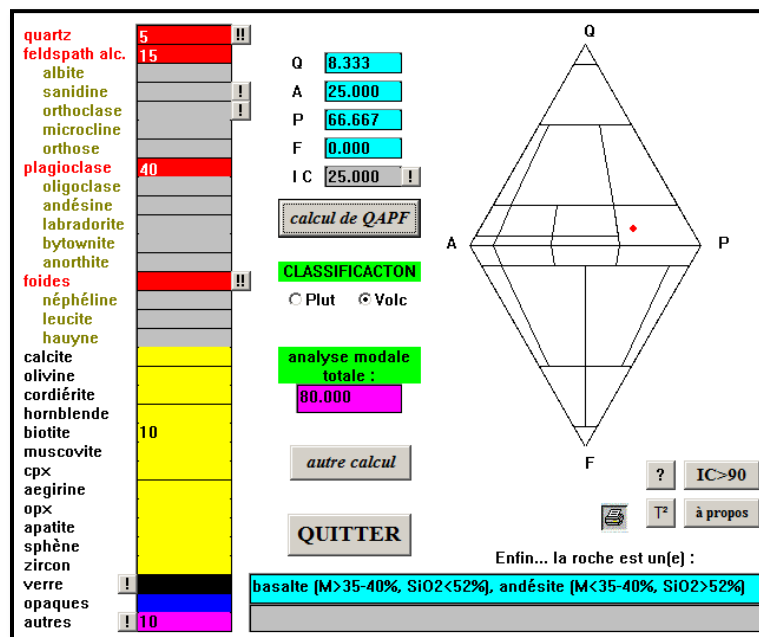 quartz 5 !!
feldspath alc. 15
albite
sanidine !
orthoclase !
microcline
orthose
plagioclase 40
oligoclase
andésine
labradorite
bytownite
anorthite
foides !!
néphéline
leucite
hauyne
calcite
olivine
cordiérite
hornblende
biotite 10
muscovite
cpx
aegirine
opx
apatite
sphène
zircon
verre !
opaques
autres ! 10
Q 8.333
A 25.000
P 66.667
F 0.000
I C 25.000 !
calcul de QAPF
CLASSIFICACTON
Plut Volc
analyse modale
totale :
80.000
autre calcul
QUITTER
Q
A
P
F
? IC>90
T² à propos
Enfin... la roche est un(e) :
basalte (M>35-40%, SiO2<52%), andésite (M<35-40%, SiO2>52%)